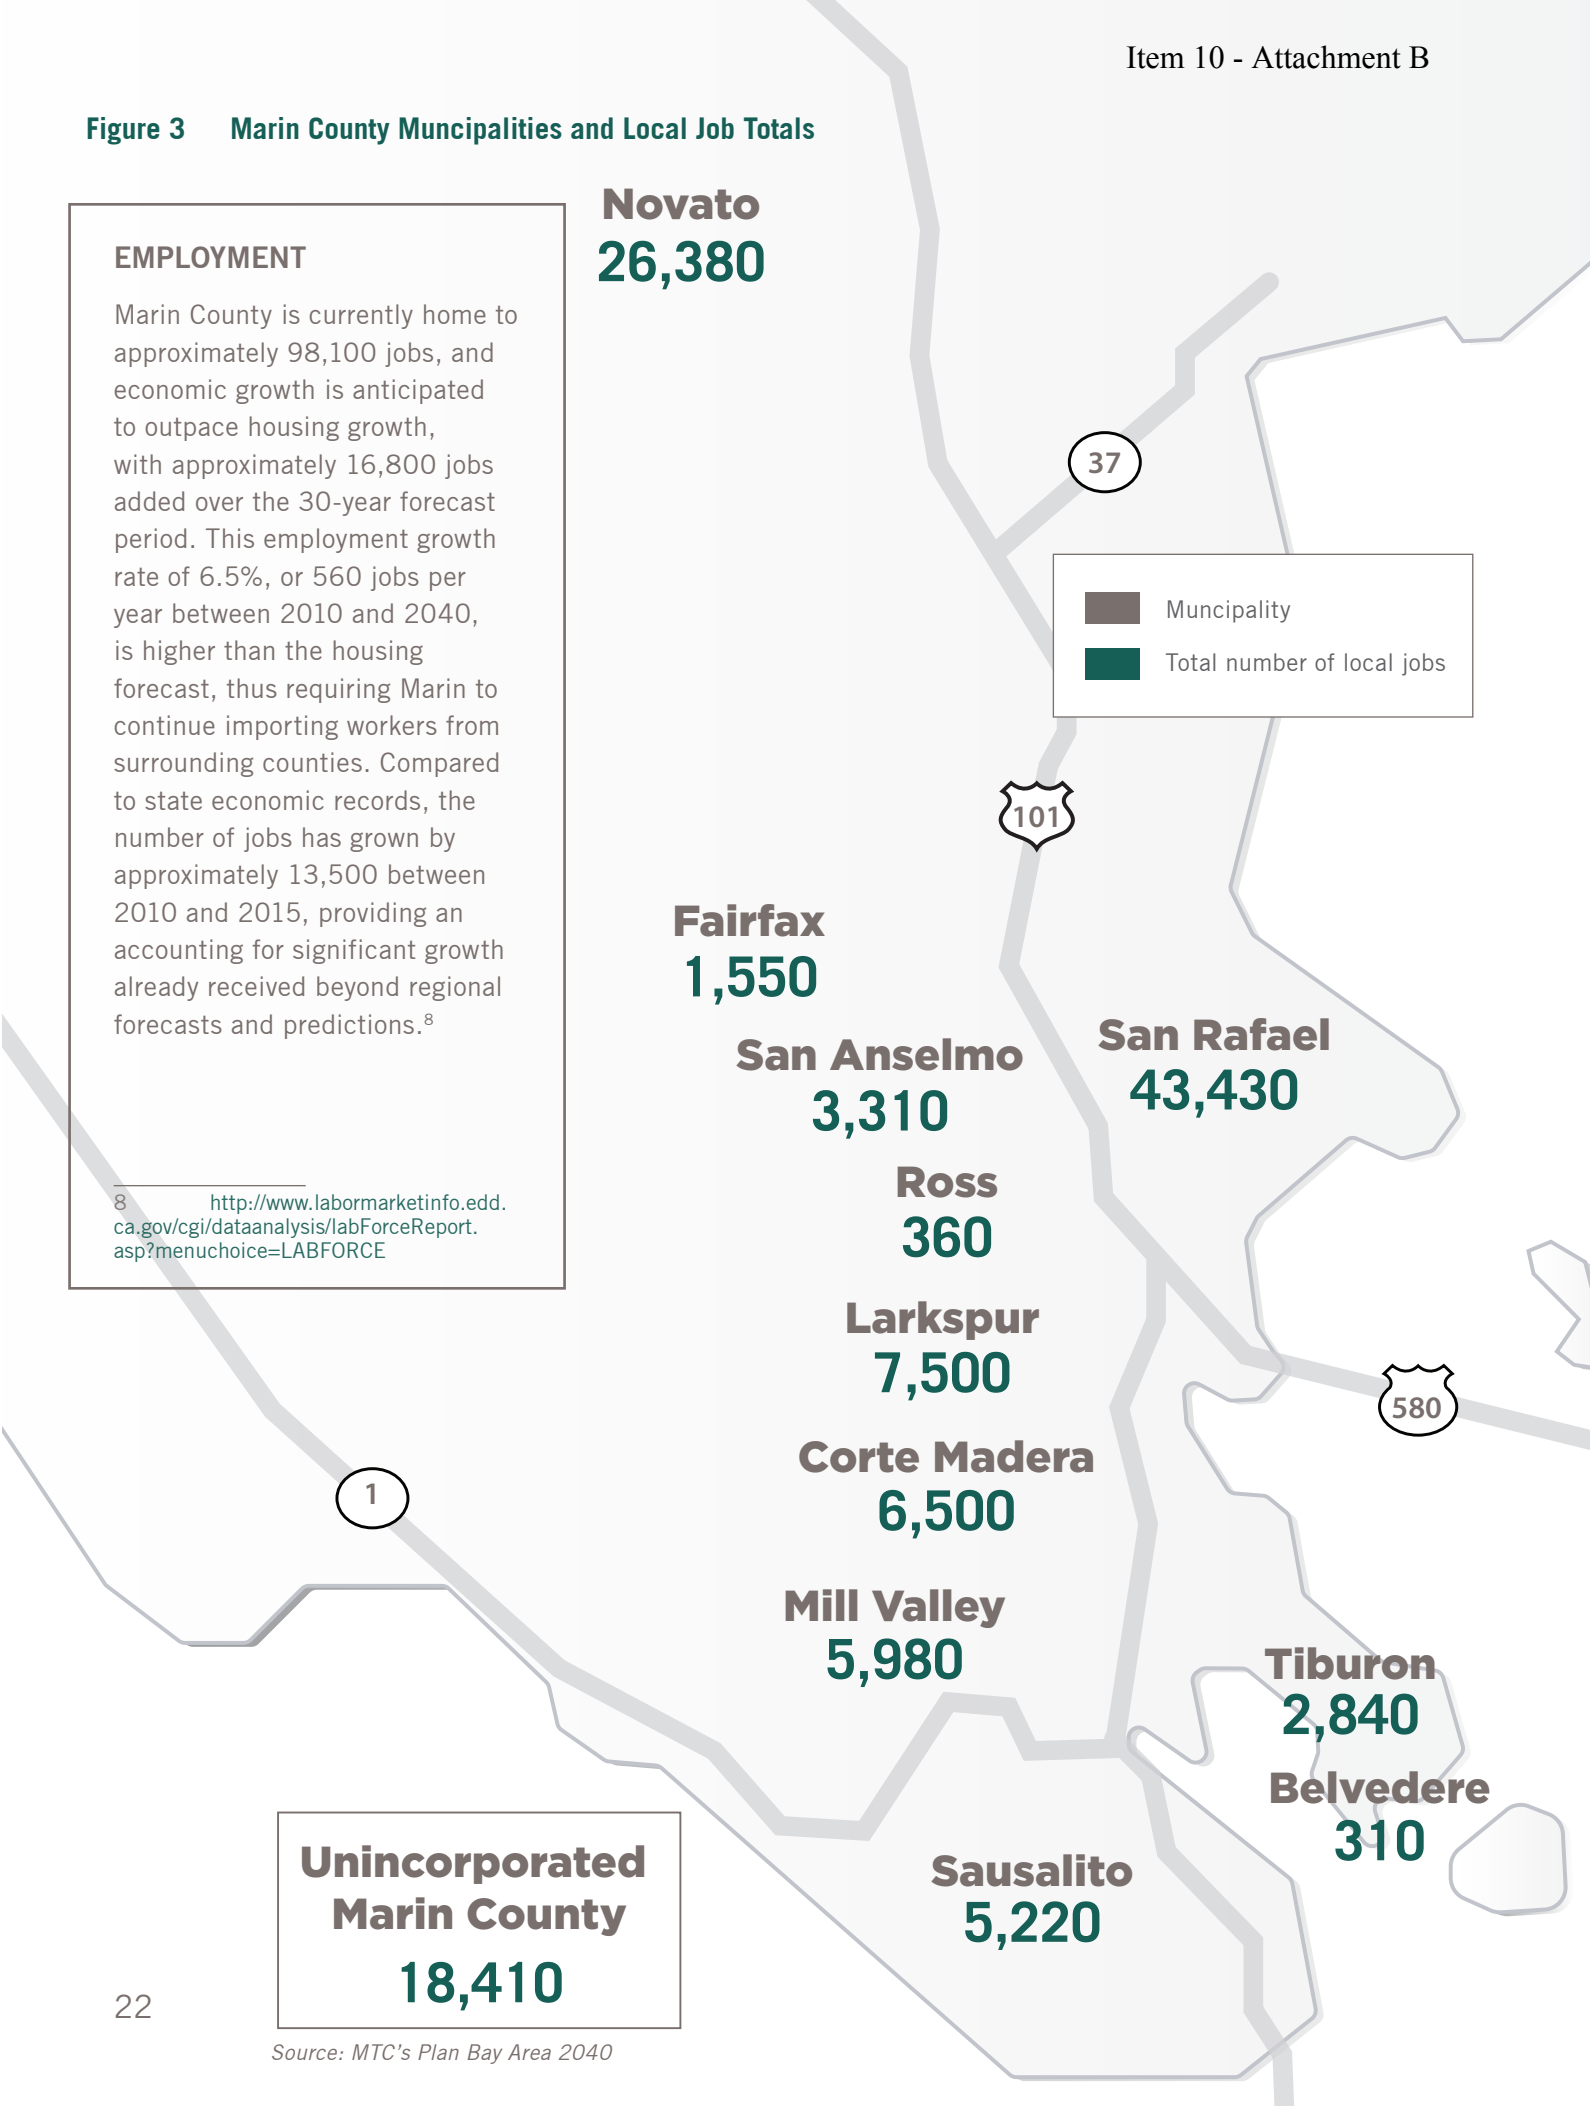 Item 10 - Attachment B
Figure 3 Marin County Muncipalities and Local Job Totals
EMPLOYMENT
Marin County is currently home to
approximately 98,100 jobs, and
economic growth is anticipated
to outpace housing growth,
with approximately 16,800 jobs
added over the 30-year forecast
period. This employment growth
rate of 6.5%, or 560 jobs per
year between 2010 and 2040,
is higher than the housing
forecast, thus requiring Marin to
continue importing workers from
surrounding counties. Compared
to state economic records, the
number of jobs has grown by
approximately 13,500 between
2010 and 2015, providing an
accounting for significant growth
already received beyond regional
forecasts and predictions.8
8 http://www.labormarketinfo.edd.
ca.gov/cgi/dataanalysis/labForceReport.
asp?menuchoice=LABFORCE
Novato
26,380
37
Muncipality
Total number of local jobs
101
Fairfax
1,550
San Anselmo
3,310
San Rafael
43,430
Ross
360
Larkspur
7,500
580
Corte Madera
6,500
1
Mill Valley
5,980
Tiburon
2,840
Belvedere
310
Sausalito
5,220
Unincorporated
Marin County
18,410
22
Source: MTC's Plan Bay Area 2040